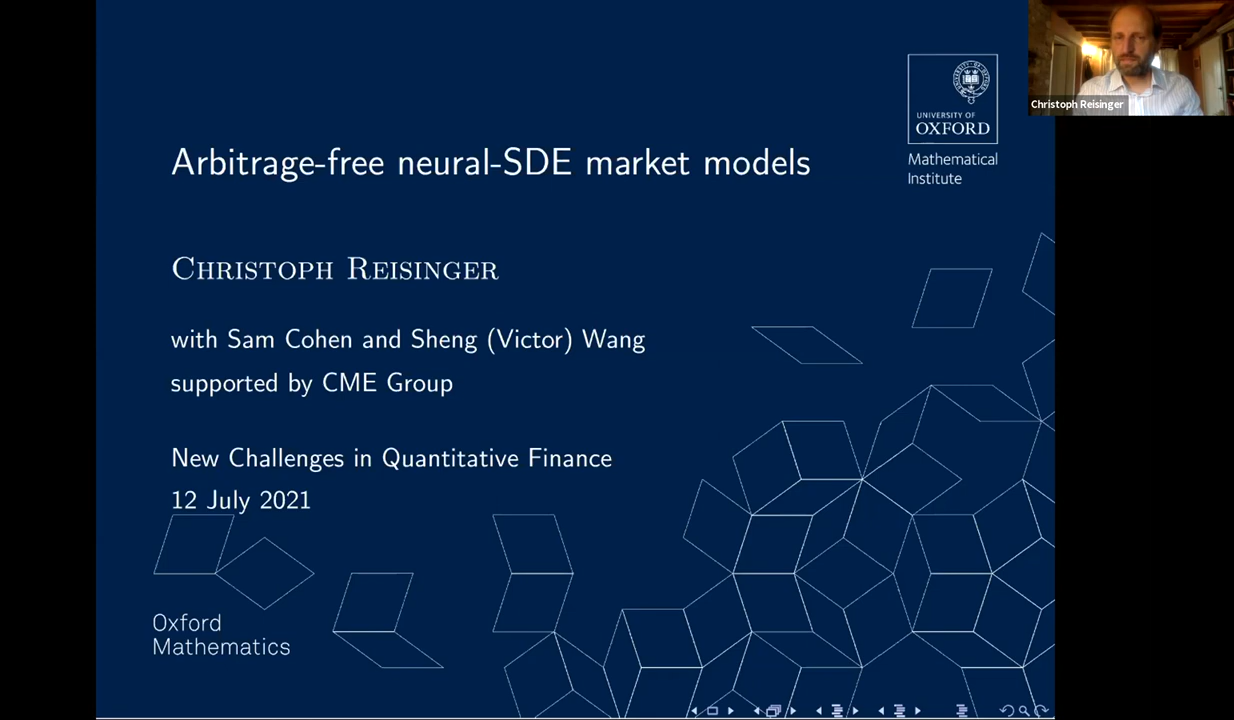 Christoph Reisinger
UNIVERSITY OF
OXFORD
Mathematical
Institute
Arbitrage-free neural-SDE market models
CHRISTOPH REISINGER
with Sam Cohen and Sheng (Victor) Wang
supported by CME Group
New Challenges in Quantitative Finance
12 July 2021
Oxford
Mathematics